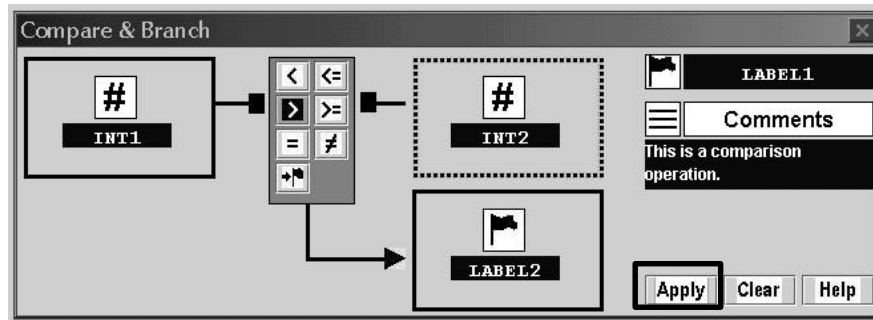 Compare & Branch
#
INT1
< <=
> >=
= ≠
#
INT2
LABEL2
LABEL1
Comments
This is a comparison
operation.
Apply Clear Help